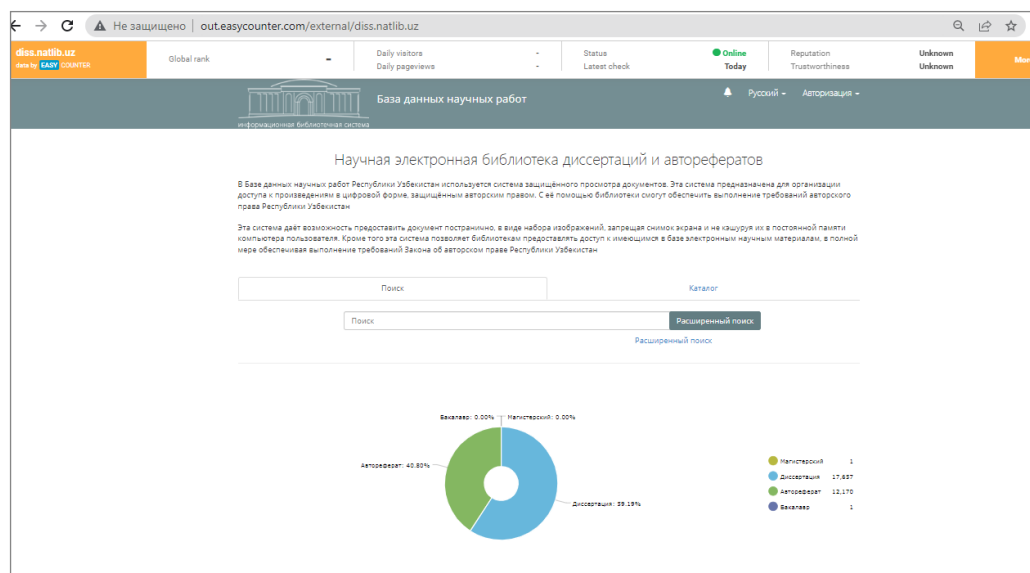 Не защищено | out.easycounter.com/external/diss.natlib.uz
diss.natlib.uz
data by EASY COUNTER
Global rank -
Daily visitors -
Daily pageviews -
Status Online
Latest check Today
Reputation Unknown
Trustworthiness Unknown
База данных научных работ
Русский
Авторизация
информационная библиотечная система
Научная электронная библиотека диссертаций и авторефератов
В Базе данных научных работ Республики Узбекистан используется система защищённого просмотра документов. Эта система предназначена для организации
доступа к произведениям в цифровой форме, защищённым авторским правом. С её помощью библиотеки смогут обеспечить выполнение требований авторского
права Республики Узбекистан
Эта система даёт возможность предоставить документ постранично, в виде набора изображений, запрещая снимок экрана и не кэшуруя их в постоянной памяти
компьютера пользователя. Кроме того эта система позволяет библиотекам предоставлять доступ к имеющимся в базе электронным научным материалам, в полной
мере обеспечивая выполнение требований Закона об авторском праве Республики Узбекистан
Поиск
Каталог
Поиск
Расширенный поиск
Расширенный поиск
Бакалавр: 0.00%
Магистерский: 0.00%
Автореферат: 40.80%
Диссертация: 59.19%
Магистерский 1
Диссертация 17,657
Автореферат 12,170
Бакалавр 1